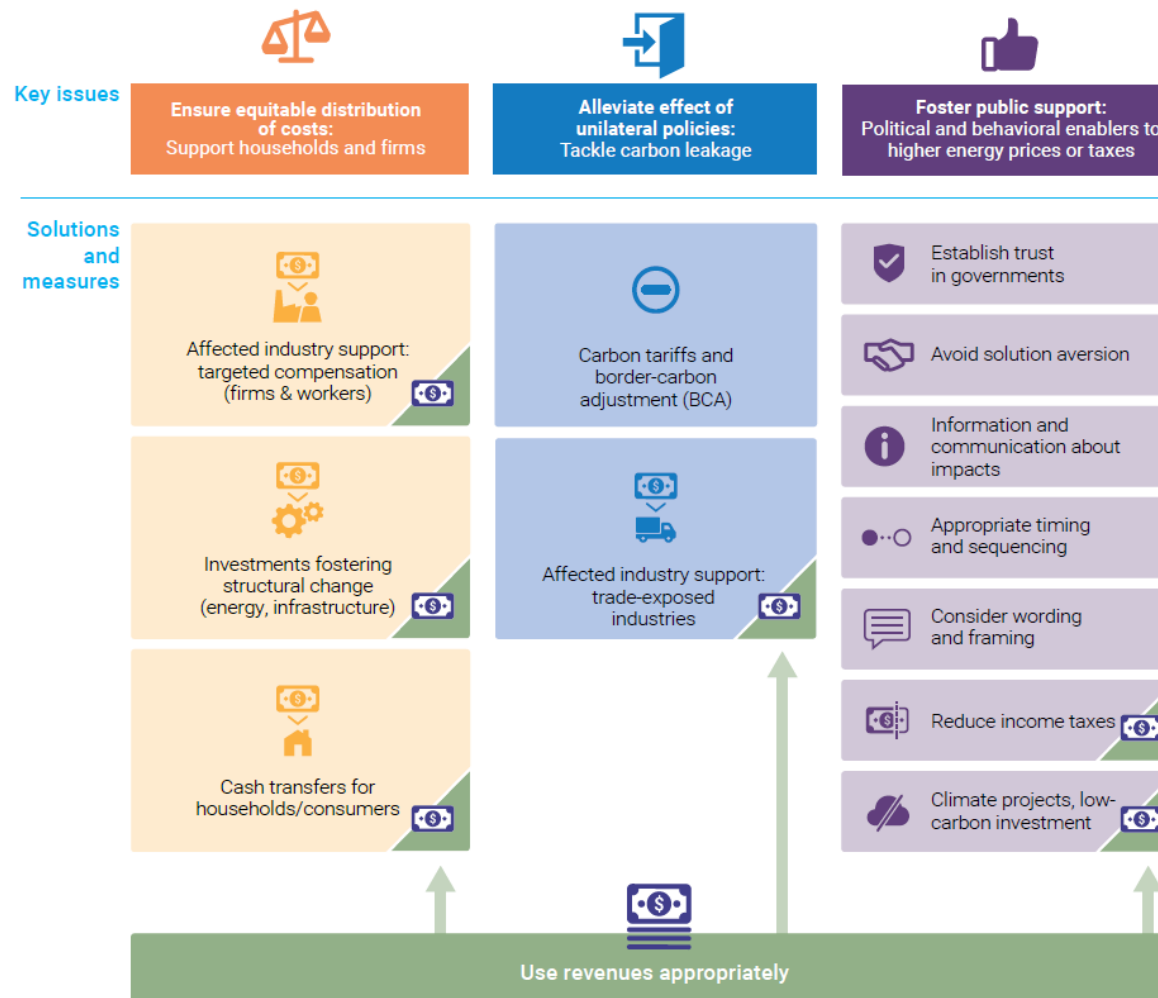 Key issues
Ensure equitable distribution
of costs:
Support households and firms
Alleviate effect of
unilateral policies:
Tackle carbon leakage
Foster public support:
Political and behavioral enablers to
higher energy prices or taxes
Solutions
and
measures
Affected industry support:
targeted compensation
(firms & workers)
Investments fostering
structural change
(energy, infrastructure)
Cash transfers for
households/consumers
Carbon tariffs and
border-carbon
adjustment (BCA)
Affected industry support:
trade-exposed
industries
Establish trust
in governments
Avoid solution aversion
Information and
communication about
impacts
Appropriate timing
and sequencing
Consider wording
and framing
Reduce income taxes
Climate projects, low-
carbon investment
Use revenues appropriately